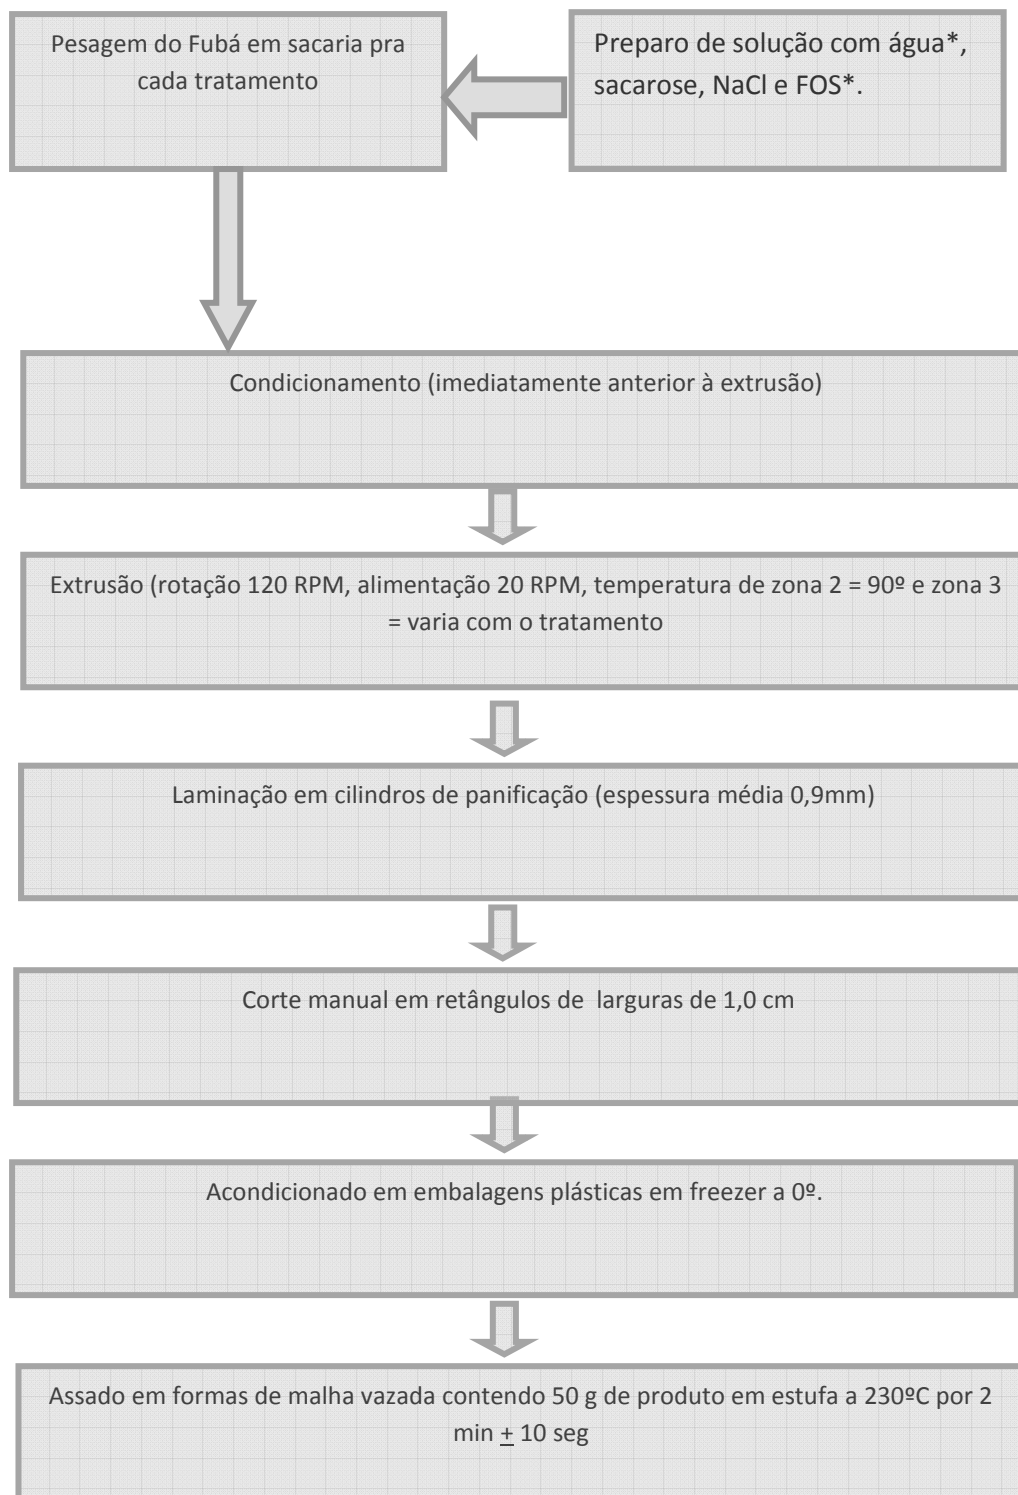 Pesagem do Fubá em sacaria pra
cada tratamento
Preparo de solução com água*,
sacarose, NaCl e FOS*.
Condicionamento (imediatamente anterior à extrusão)
Extrusão (rotação 120 RPM, alimentação 20 RPM, temperatura de zona 2 = 90º e zona 3
= varia com o tratamento
Laminação em cilindros de panificação (espessura média 0,9mm)
Corte manual em retângulos de  larguras de 1,0 cm
Acondicionado em embalagens plásticas em freezer a 0º.
Assado em formas de malha vazada contendo 50 g de produto em estufa a 230ºC por 2
min ± 10 seg